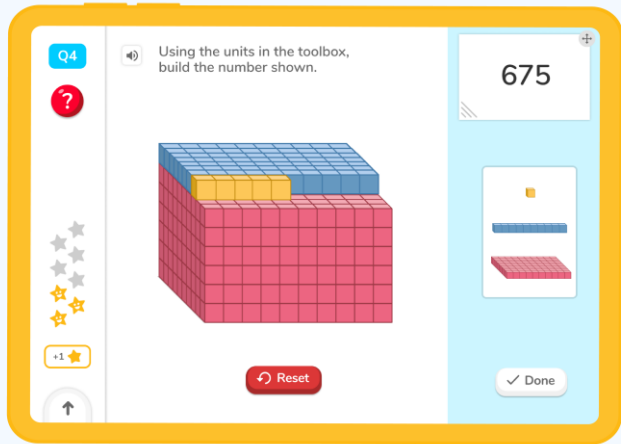 Q4
Using the units in the toolbox,
build the number shown.
675
?
+1
Reset
Done